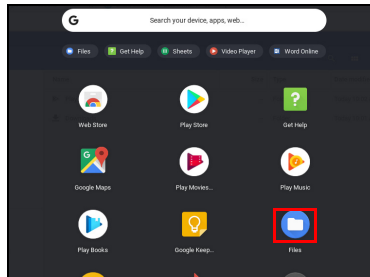 G Search your device, apps, web...
Files Get Help Sheets Video Player Word Online
Web Store Play Store Get Help
Google Maps Play Movies... Play Music
Play Books Google Keep... Files